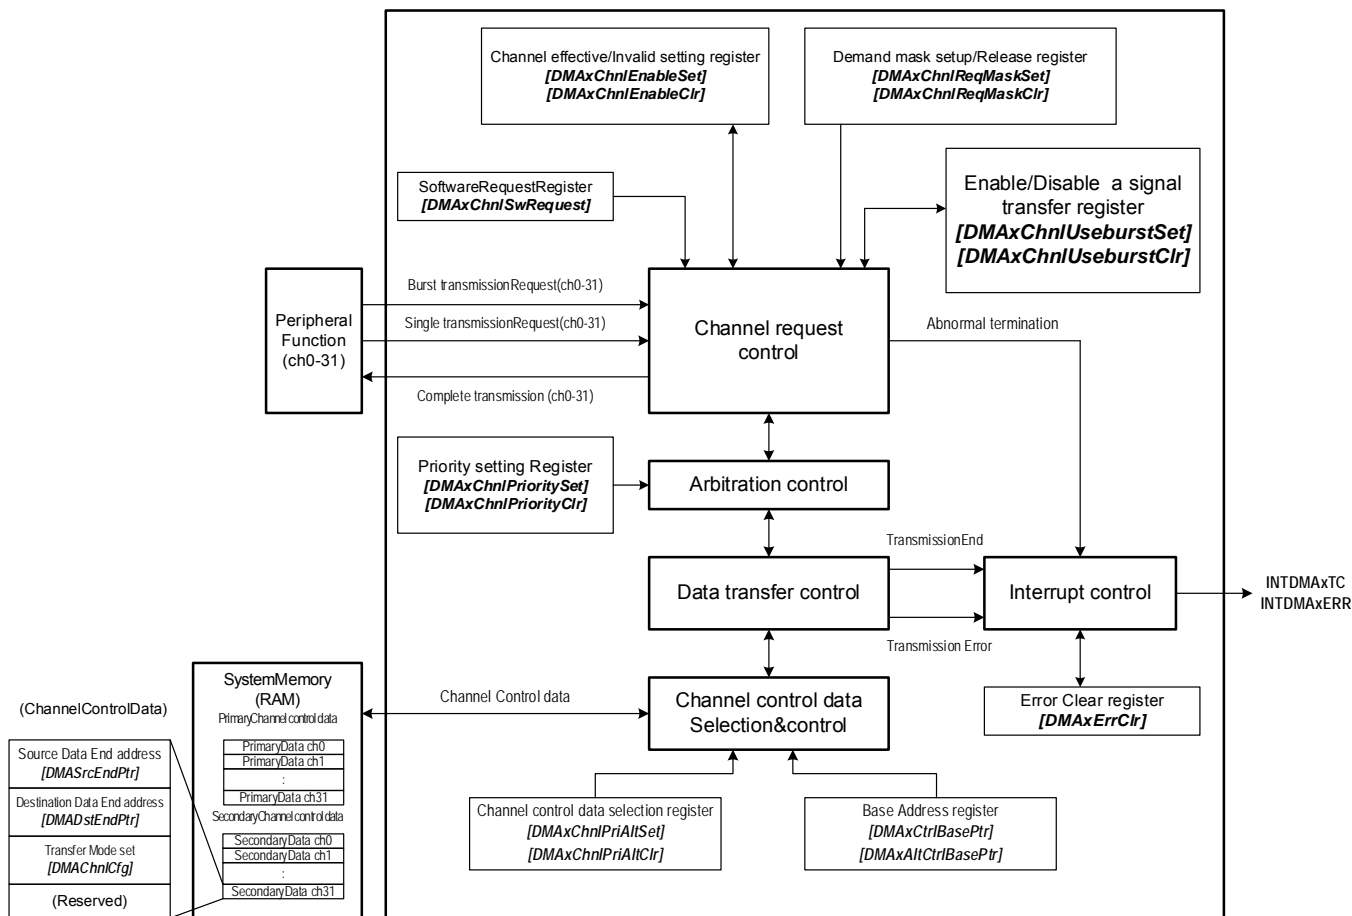 Channel effective/Invalid setting register
[DMAxChnlEnableSet]
[DMAxChnlEnableClr]
Demand mask setup/Release register
[DMAxChnlReqMaskSet]
[DMAxChnlReqMaskClr]
SoftwareRequestRegister
[DMAxChnlSwRequest]
Enable/Disable a signal
transfer register
[DMAxChnlUseburstSet]
[DMAxChnlUseburstClr]
Peripheral
Function
(ch0-31)
Burst transmissionRequest(ch0-31)
Single transmissionRequest(ch0-31)
Complete transmission (ch0-31)
Channel request
control
Abnormal termination
Priority setting Register
[DMAxChnlPrioritySet]
[DMAxChnlPriorityClr]
Arbitration control
Data transfer control
TransmissionEnd
Transmission Error
Interrupt control
INTDMAxTC
INTDMAxERR
Error Clear register
[DMAxErrClr]
Channel Control data
Channel control data
Selection&control
Channel control data selection register
[DMAxChnlPriAltSet]
[DMAxChnlPriAltClr]
Base Address register
[DMAxCtrlBasePtr]
[DMAxAltCtrlBasePtr]
SystemMemory
(RAM)
PrimaryChannel control data
PrimaryData ch0
PrimaryData ch1
:
PrimaryData ch31
SecondaryChannel control data
SecondaryData ch0
SecondaryData ch1
:
SecondaryData ch31
(ChannelControlData)
Source Data End address
[DMASrcEndPtr]
Destination Data End address
[DMADstEndPtr]
Transfer Mode set
[DMAChnlCfg]
(Reserved)